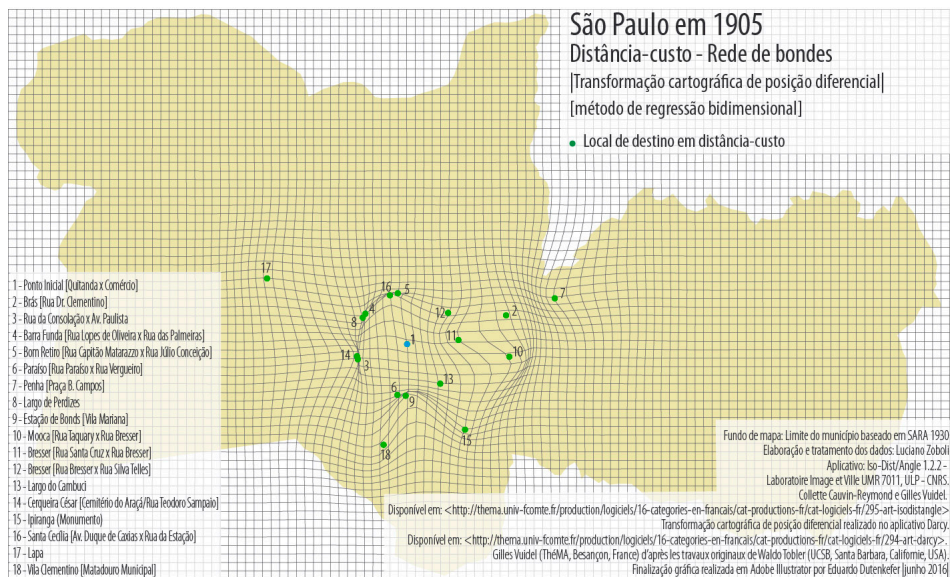 São Paulo em 1905
Distância-custo - Rede de bondes
|Transformação cartográfica de posição diferencial|
[método de regressão bidimensional]
Local de destino em distância-custo
17
16
5
7
4
8
12
2
1
11
14
3
10
13
6
9
15
18
1 - Ponto Inicial [Quitanda x Comércio]
2 - Brás [Rua Dr. Clementino]
3 - Rua da Consolação x Av. Paulista
4 - Barra Funda [Rua Lopes de Oliveira x Rua das Palmeiras]
5 - Bom Retiro [Rua Capitão Matarazzo x Rua Júlio Conceição]
6 - Paraíso [Rua Paraíso x Rua Vergueiro]
7 - Penha [Praça B. Campos]
8 - Largo de Perdizes
9 - Estação de Bonds [Vila Mariana]
10 - Mooca [Rua Taquary x Rua Bresser]
11 - Bresser [Rua Santa Cruz x Rua Bresser]
12 - Bresser [Rua Bresser x Rua Silva Telles]
13 - Largo do Cambuci
14 - Cerqueira César [Cemitério do Araçá/Rua Teodoro Sampaio]
15 - Ipiranga (Monumento)
16 - Santa Cecília [Av. Duque de Caxias x Rua da Estação]
17 - Lapa
18 - Vila Clementino [Matadouro Municipal]
Fundo de mapa: Limite do município baseado em SARA 1930
Elaboração e tratamento dos dados: Luciano Zoboli
Aplicativo: Iso-Dist/Angle 1.2.2 -
Laboratoire Image et Ville UMR 7011, ULP - CNRS.
Collette Cauvin-Reymond e Gilles Vuidel.
Disponível em: <http://thema.univ-fcomte.fr/production/logiciels/16-categories-en-francais/cat-productions-fr/cat-logiciels-fr/295-art-isodistangle>
Transformação cartográfica de posição diferencial realizado no aplicativo Darcy.
Disponível em: <http://thema.univ-fcomte.fr/production/logiciels/16-categories-en-francais/cat-productions-fr/cat-logiciels-fr/294-art-darcy>.
Gilles Vuidel (ThéMA, Besançon, France) d'après les travaux originaux de Waldo Tobler (UCSB, Santa Barbara, Californie, USA).
Finalização gráfica realizada em Adobe Illustrator por Eduardo Dutenkefer |junho 2016|